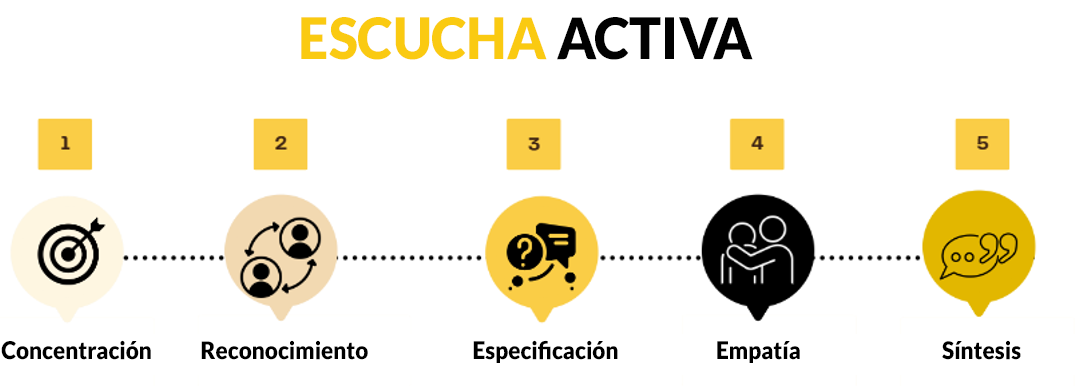 ESCUCHA ACTIVA
1 2 3 4 5
Concentración Reconocimiento Especificación Empatía Síntesis